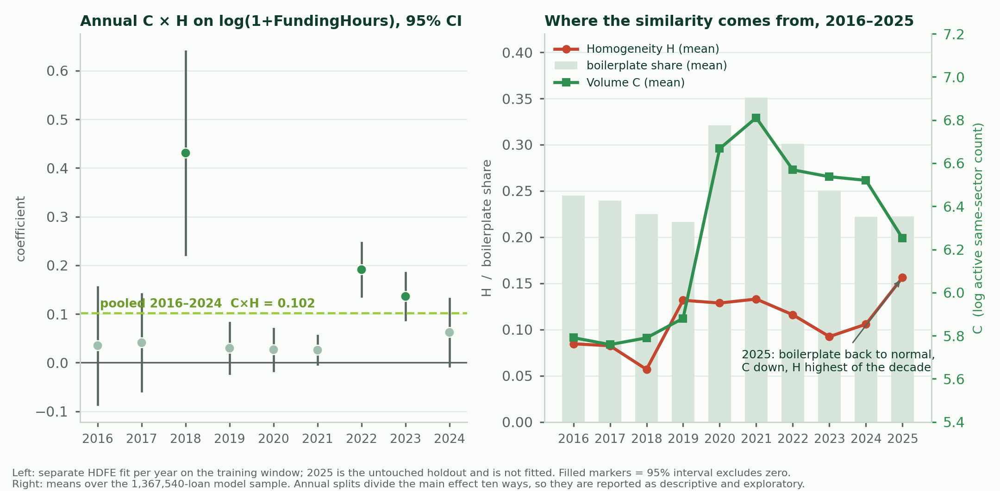 Annual C × H on log(1+FundingHours), 95% CI
coefficient
0.6
0.5
0.4
0.3
0.2
0.1
0.0
−0.1
pooled 2016–2024  C×H = 0.102
2016 2017 2018 2019 2020 2021 2022 2023 2024
Where the similarity comes from, 2016–2025
H / boilerplate share
0.40
0.35
0.30
0.25
0.20
0.15
0.10
0.05
0.00
Homogeneity H (mean)
boilerplate share (mean)
Volume C (mean)
2025: boilerplate back to normal,
C down, H highest of the decade
2016 2017 2018 2019 2020 2021 2022 2023 2024 2025
7.2
7.0
6.8
6.6
6.4
6.2
6.0
5.8
5.6
5.4
C (log active same-sector count)
Left: separate HDFE fit per year on the training window; 2025 is the untouched holdout and is not fitted. Filled markers = 95% interval excludes zero.
Right: means over the 1,367,540-loan model sample. Annual splits divide the main effect ten ways, so they are reported as descriptive and exploratory.